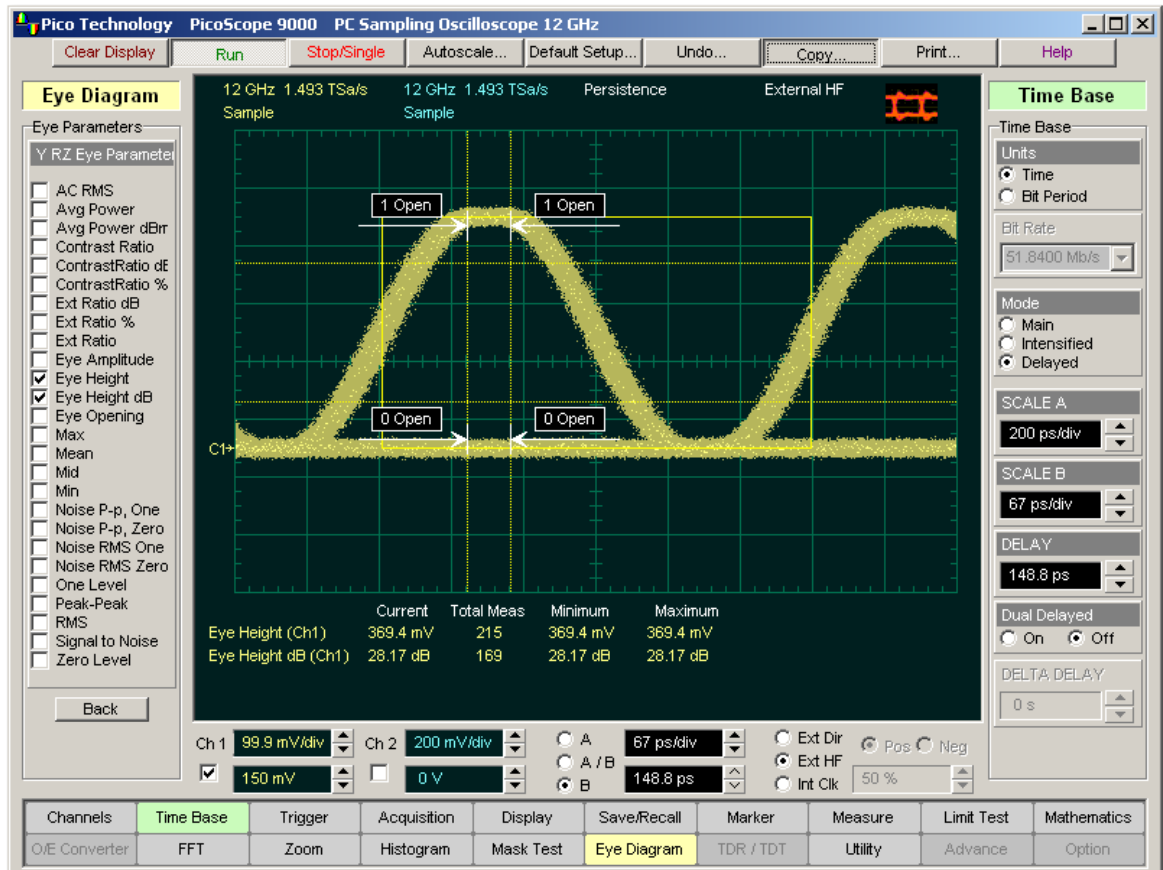 Pico Technology PicoScope 9000 PC Sampling Oscilloscope 12 GHz
Clear Display Run Stop/Single Autoscale... Default Setup... Undo... Copy... Print... Help
Eye Diagram
Eye Parameters
Y RZ Eye Parameter
AC RMS
Avg Power
Avg Power dBm
Contrast Ratio
ContrastRatio dB
ContrastRatio %
Ext Ratio dB
Ext Ratio %
Ext Ratio
Eye Amplitude
Eye Height
Eye Height dB
Eye Opening
Max
Mean
Mid
Min
Noise P-p, One
Noise P-p, Zero
Noise RMS One
Noise RMS Zero
One Level
Peak-Peak
RMS
Signal to Noise
Zero Level
Back
12 GHz 1.493 TSa/s 12 GHz 1.493 TSa/s Persistence External HF
Sample Sample
1 Open 1 Open
0 Open 0 Open
C1
Current Total Meas Minimum Maximum
Eye Height (Ch1) 369.4 mV 215 369.4 mV 369.4 mV
Eye Height dB (Ch1) 28.17 dB 169 28.17 dB 28.17 dB
Time Base
Time Base
Units
Time
Bit Period
Bit Rate
51.8400 Mb/s
Mode
Main
Intensified
Delayed
SCALE A
200 ps/div
SCALE B
67 ps/div
DELAY
148.8 ps
Dual Delayed
On Off
DELTA DELAY
0 s
Ch 1 99.9 mV/div Ch 2 200 mV/div A 67 ps/div Ext Dir Pos Neg
A / B Ext HF
150 mV 0 V B 148.8 ps Int Clk 50 %
Channels Time Base Trigger Acquisition Display Save/Recall Marker Measure Limit Test Mathematics
O/E Converter FFT Zoom Histogram Mask Test Eye Diagram TDR / TDT Utility Advance Option